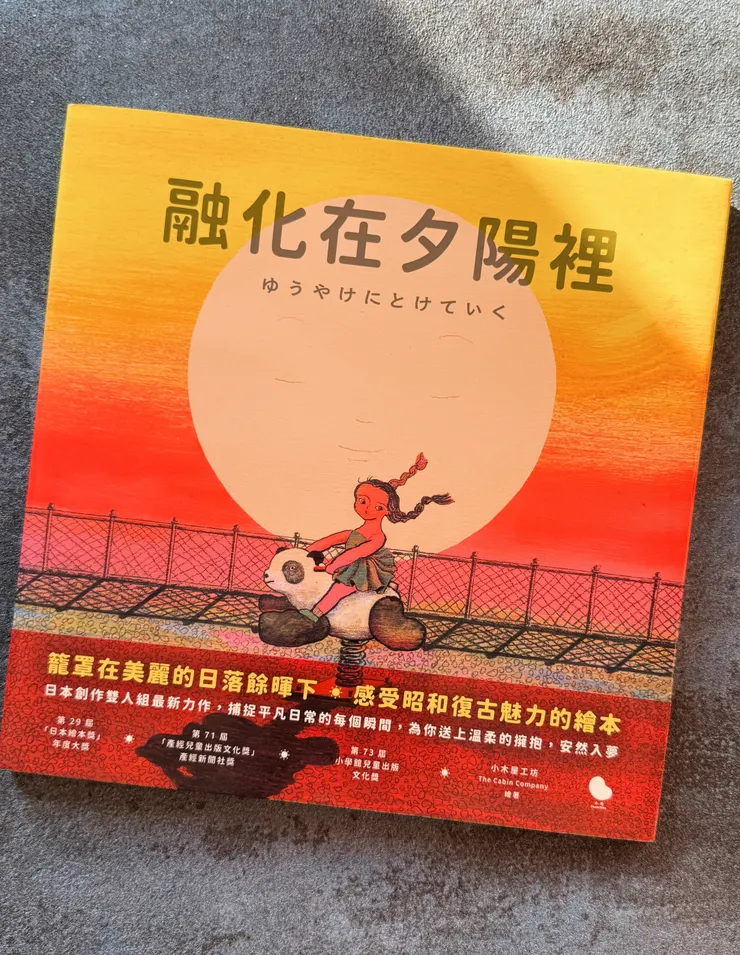 融化在夕陽裡
ゆうやけにとけていく
籠罩在美麗的日落餘暉下 ☀ 感受昭和復古魅力的繪本
日本創作雙人組最新力作，捕捉平凡日常的每個瞬間，為你送上溫柔的擁抱，安然入夢
第 29 屆
「日本繪本獎」
年度大獎
第 71 屆
「產經兒童出版文化獎」
產經新聞社獎
第 73 屆
小學館兒童出版
文化獎
小木屋工坊
The Cabin Company
繪著